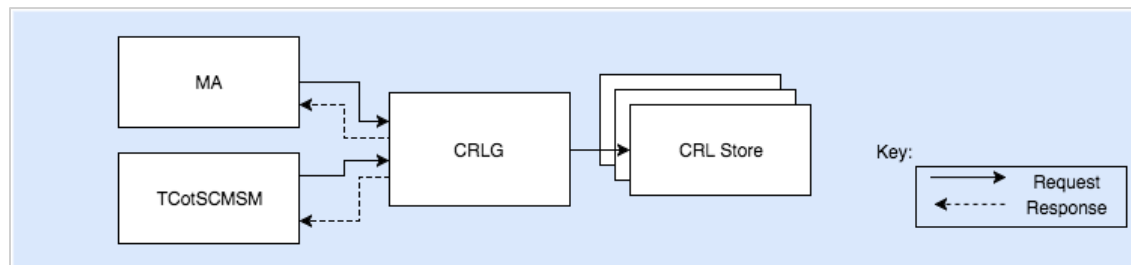 MA
TCotSCMSM
CRLG
CRL Store
Key:
Request
Response